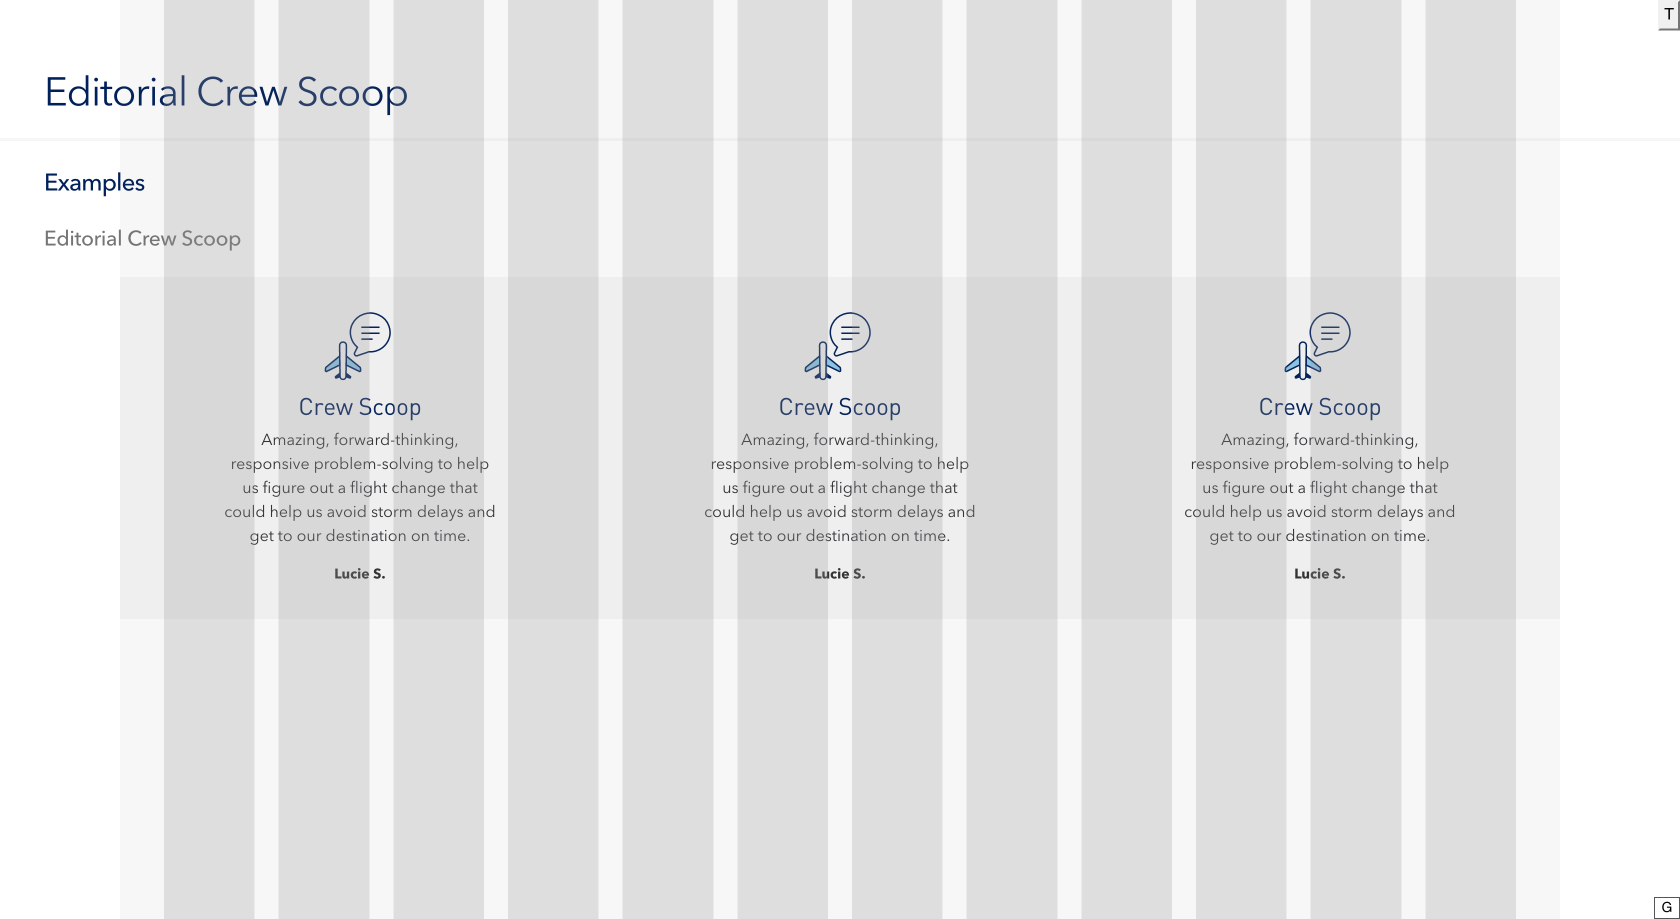 T
Editorial Crew Scoop
Examples
Editorial Crew Scoop
Crew Scoop
Amazing, forward-thinking,
responsive problem-solving to help
us figure out a flight change that
could help us avoid storm delays and
get to our destination on time.
Lucie S.
Crew Scoop
Amazing, forward-thinking,
responsive problem-solving to help
us figure out a flight change that
could help us avoid storm delays and
get to our destination on time.
Lucie S.
Crew Scoop
Amazing, forward-thinking,
responsive problem-solving to help
us figure out a flight change that
could help us avoid storm delays and
get to our destination on time.
Lucie S.
G